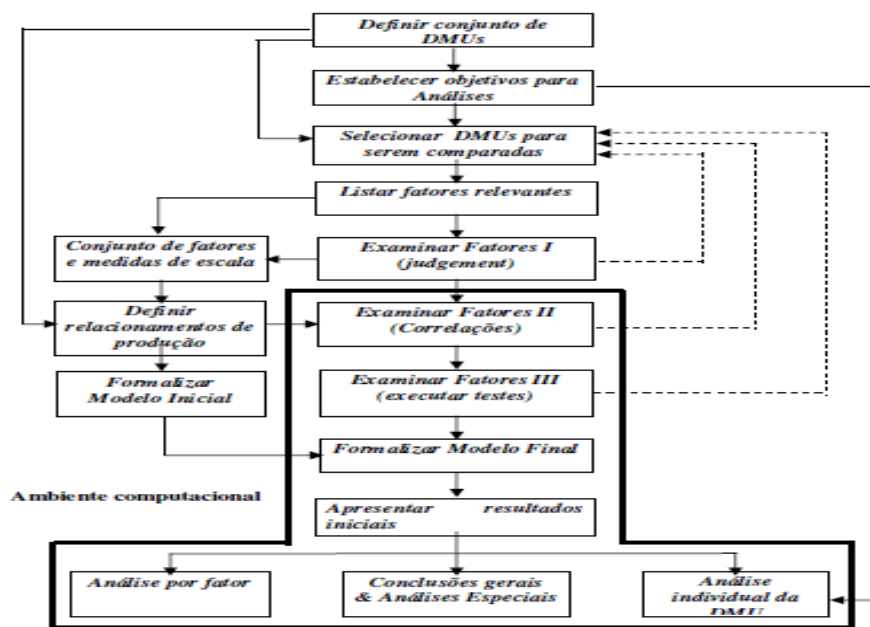 Definir conjunto de
DMUs
Estabelecer objetivos para
Análises
Selecionar DMUs para
serem comparadas
Listar fatores relevantes
Conjunto de fatores
e medidas de escala
Examinar Fatores I
(judgement)
Definir
relacionamentos de
produção
Examinar Fatores II
(Correlações)
Formalizar
Modelo Inicial
Examinar Fatores III
(executar testes)
Formalizar Modelo Final
Ambiente computacional
Apresentar resultados
iniciais
Análise por fator
Conclusões gerais
& Análises Especiais
Análise
individual da
DMU